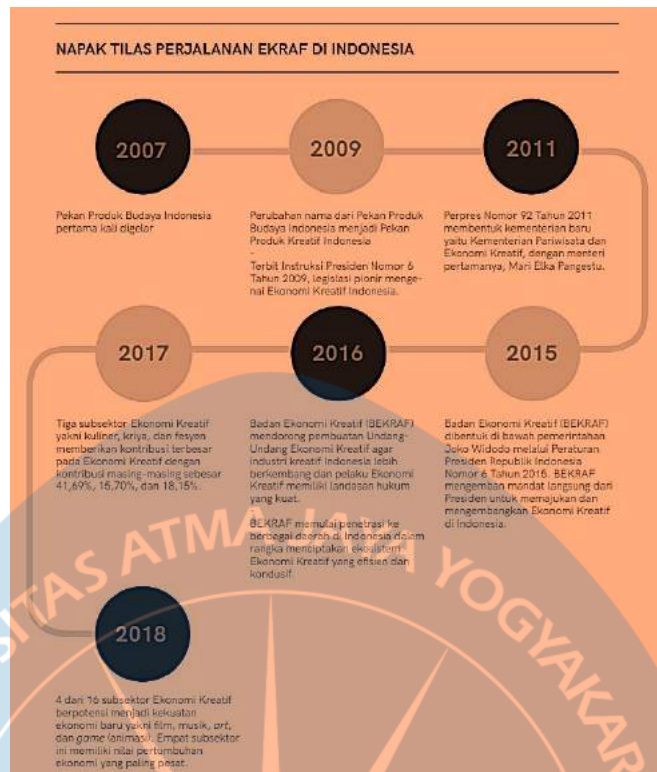 NAPAK TILAS PERJALANAN EKRAF DI INDONESIA
2007
2009
2011
Pekan Produk Budaya Indonesia
pertama kali digelar
Perubahan nama dari Pekan Produk
Budaya Indonesia menjadi Pekan
Produk Kreatif Indonesia
-
Terbit Instruksi Presiden Nomor 6
Tahun 2009, legislasi pionir menge-
nai Ekonomi Kreatif Indonesia.
Perpres Nomor 92 Tahun 2011
membentuk kementerian baru
yaitu Kementerian Pariwisata dan
Ekonomi Kreatif, dengan menteri
pertamanya, Mari Elka Pangestu.
2017
2016
2015
Tiga subsektor Ekonomi Kreatif
yakni kuliner, kriya, dan fesyen
memberikan kontribusi terbesar
pada Ekonomi Kreatif dengan
kontribusi masing-masing sebesar
41,69%, 15,70%, dan 18,15%.
Badan Ekonomi Kreatif (BEKRAF)
mendorong pembuatan Undang-
Undang Ekonomi Kreatif agar
industri kreatif Indonesia lebih
berkembang dan pelaku Ekonomi
Kreatif memiliki landasan hukum
yang kuat.
BEKRAF memulai penetrasi ke
berbagai daerah di Indonesia dalam
rangka menciptakan ekosistem
Ekonomi Kreatif yang efisien dan
kondusif
Badan Ekonomi Kreatif (BEKRAF)
dibentuk di bawah pemerintahan
Joko Widodo melalui Peraturan
Presiden Republik Indonesia
Nomor 6 Tahun 2015. BEKRAF
mengemban mandat langsung dari
Presiden untuk memajukan dan
mengembangkan Ekonomi Kreatif
di Indonesia.
2018
4 dari 16 subsektor Ekonomi Kreatif
berpotensi menjadi kekuatan
ekonomi baru yakni film, musik, art,
dan game (animasi). Empat subsektor
ini memiliki nilai pertumbuhan
ekonomi yang paling pesat.
SITAS ATMA JAYA YOGYAKAR